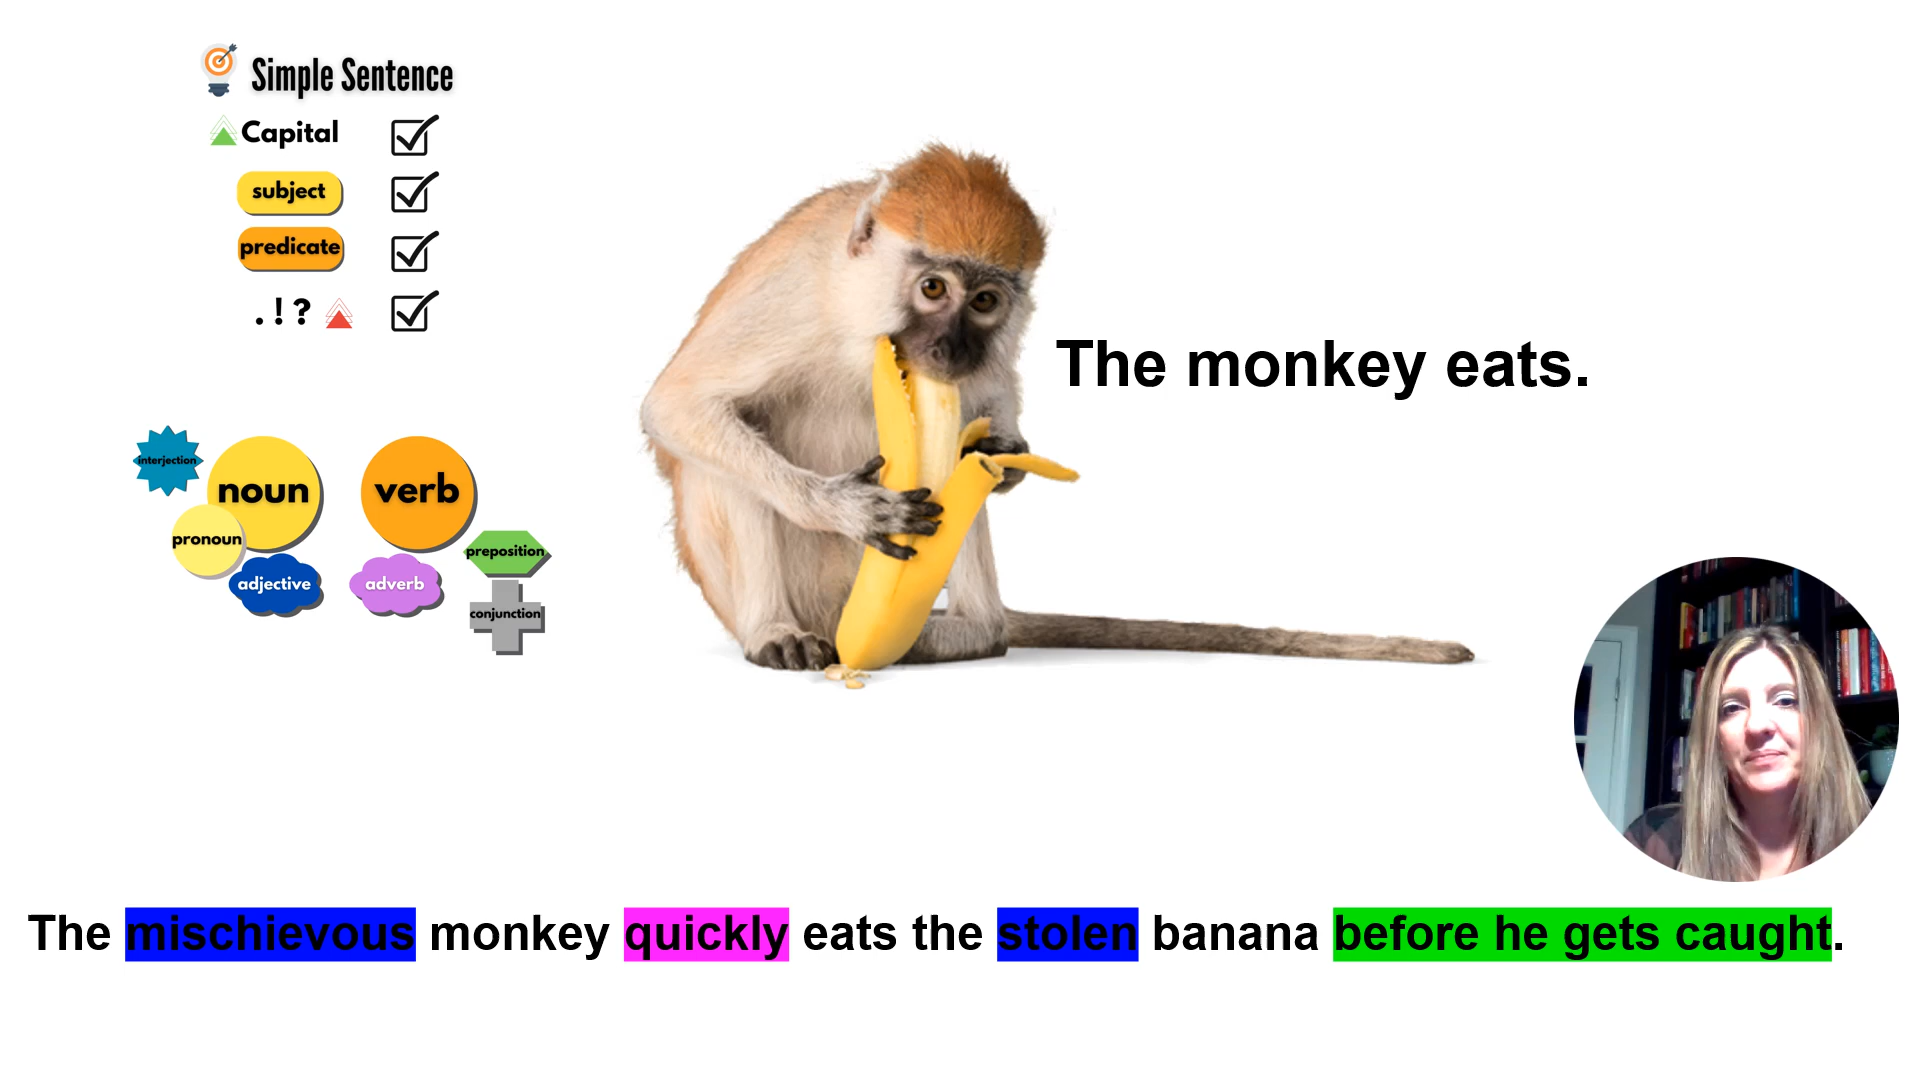 Simple Sentence
Capital
subject
predicate
.!?
The monkey eats.
interjection
noun
verb
pronoun
preposition
adjective
adverb
conjunction
The mischievous monkey quickly eats the stolen banana before he gets caught.